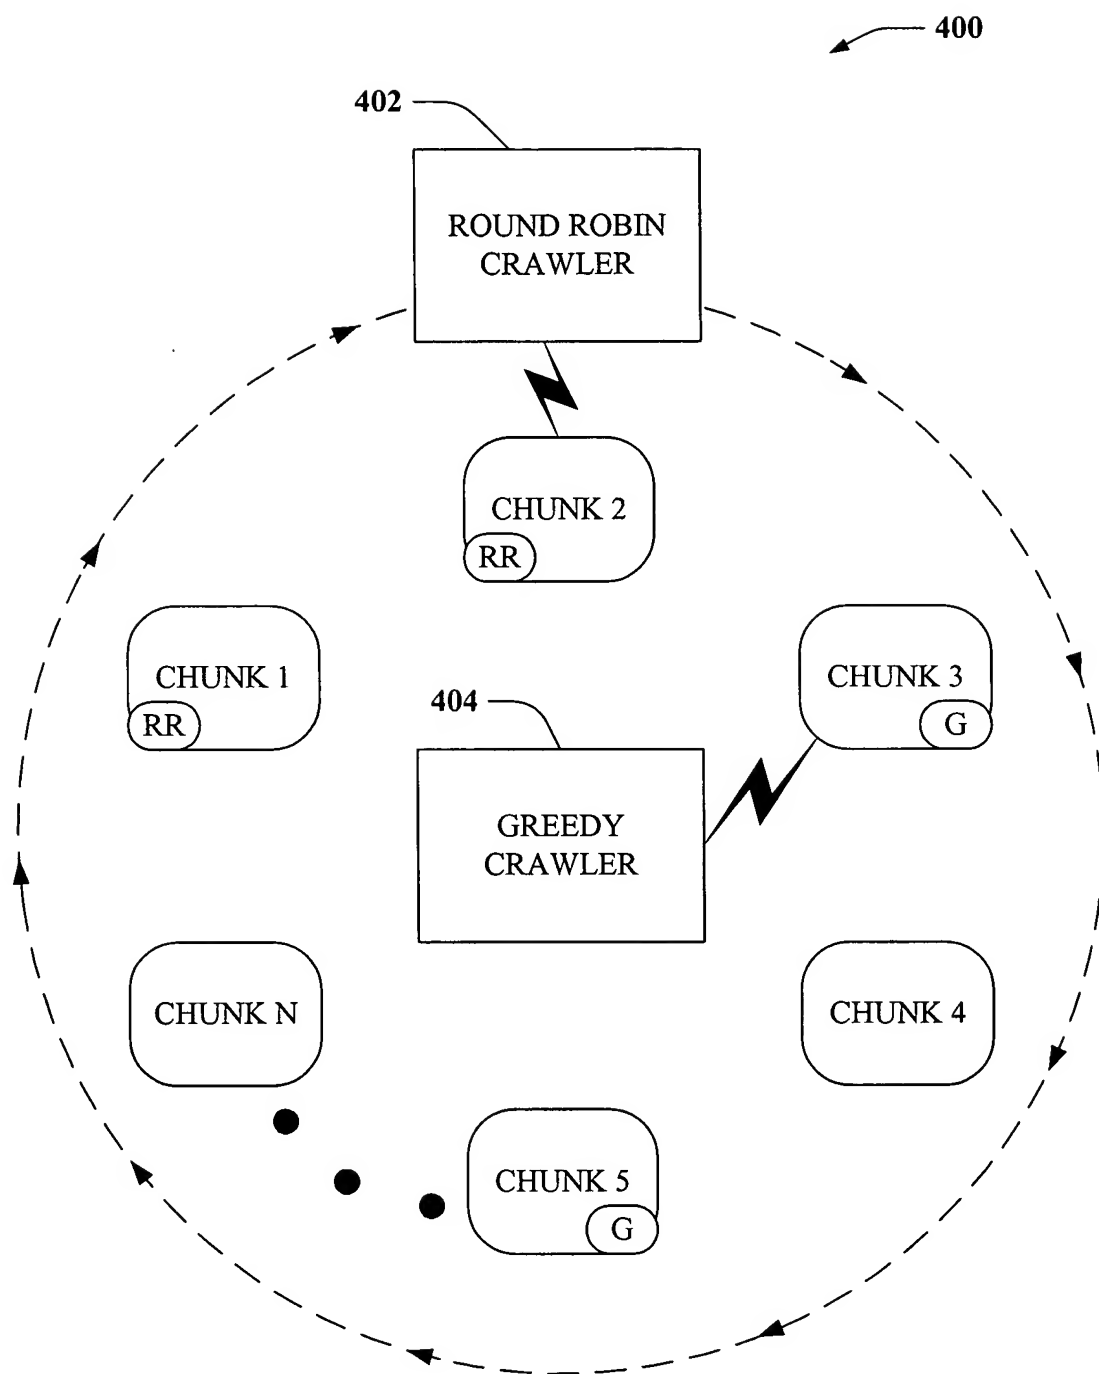 400
402
ROUND ROBIN
CRAWLER
CHUNK 2
RR
CHUNK 1
RR
CHUNK 3
G
404
GREEDY
CRAWLER
CHUNK N
CHUNK 4
CHUNK 5
G